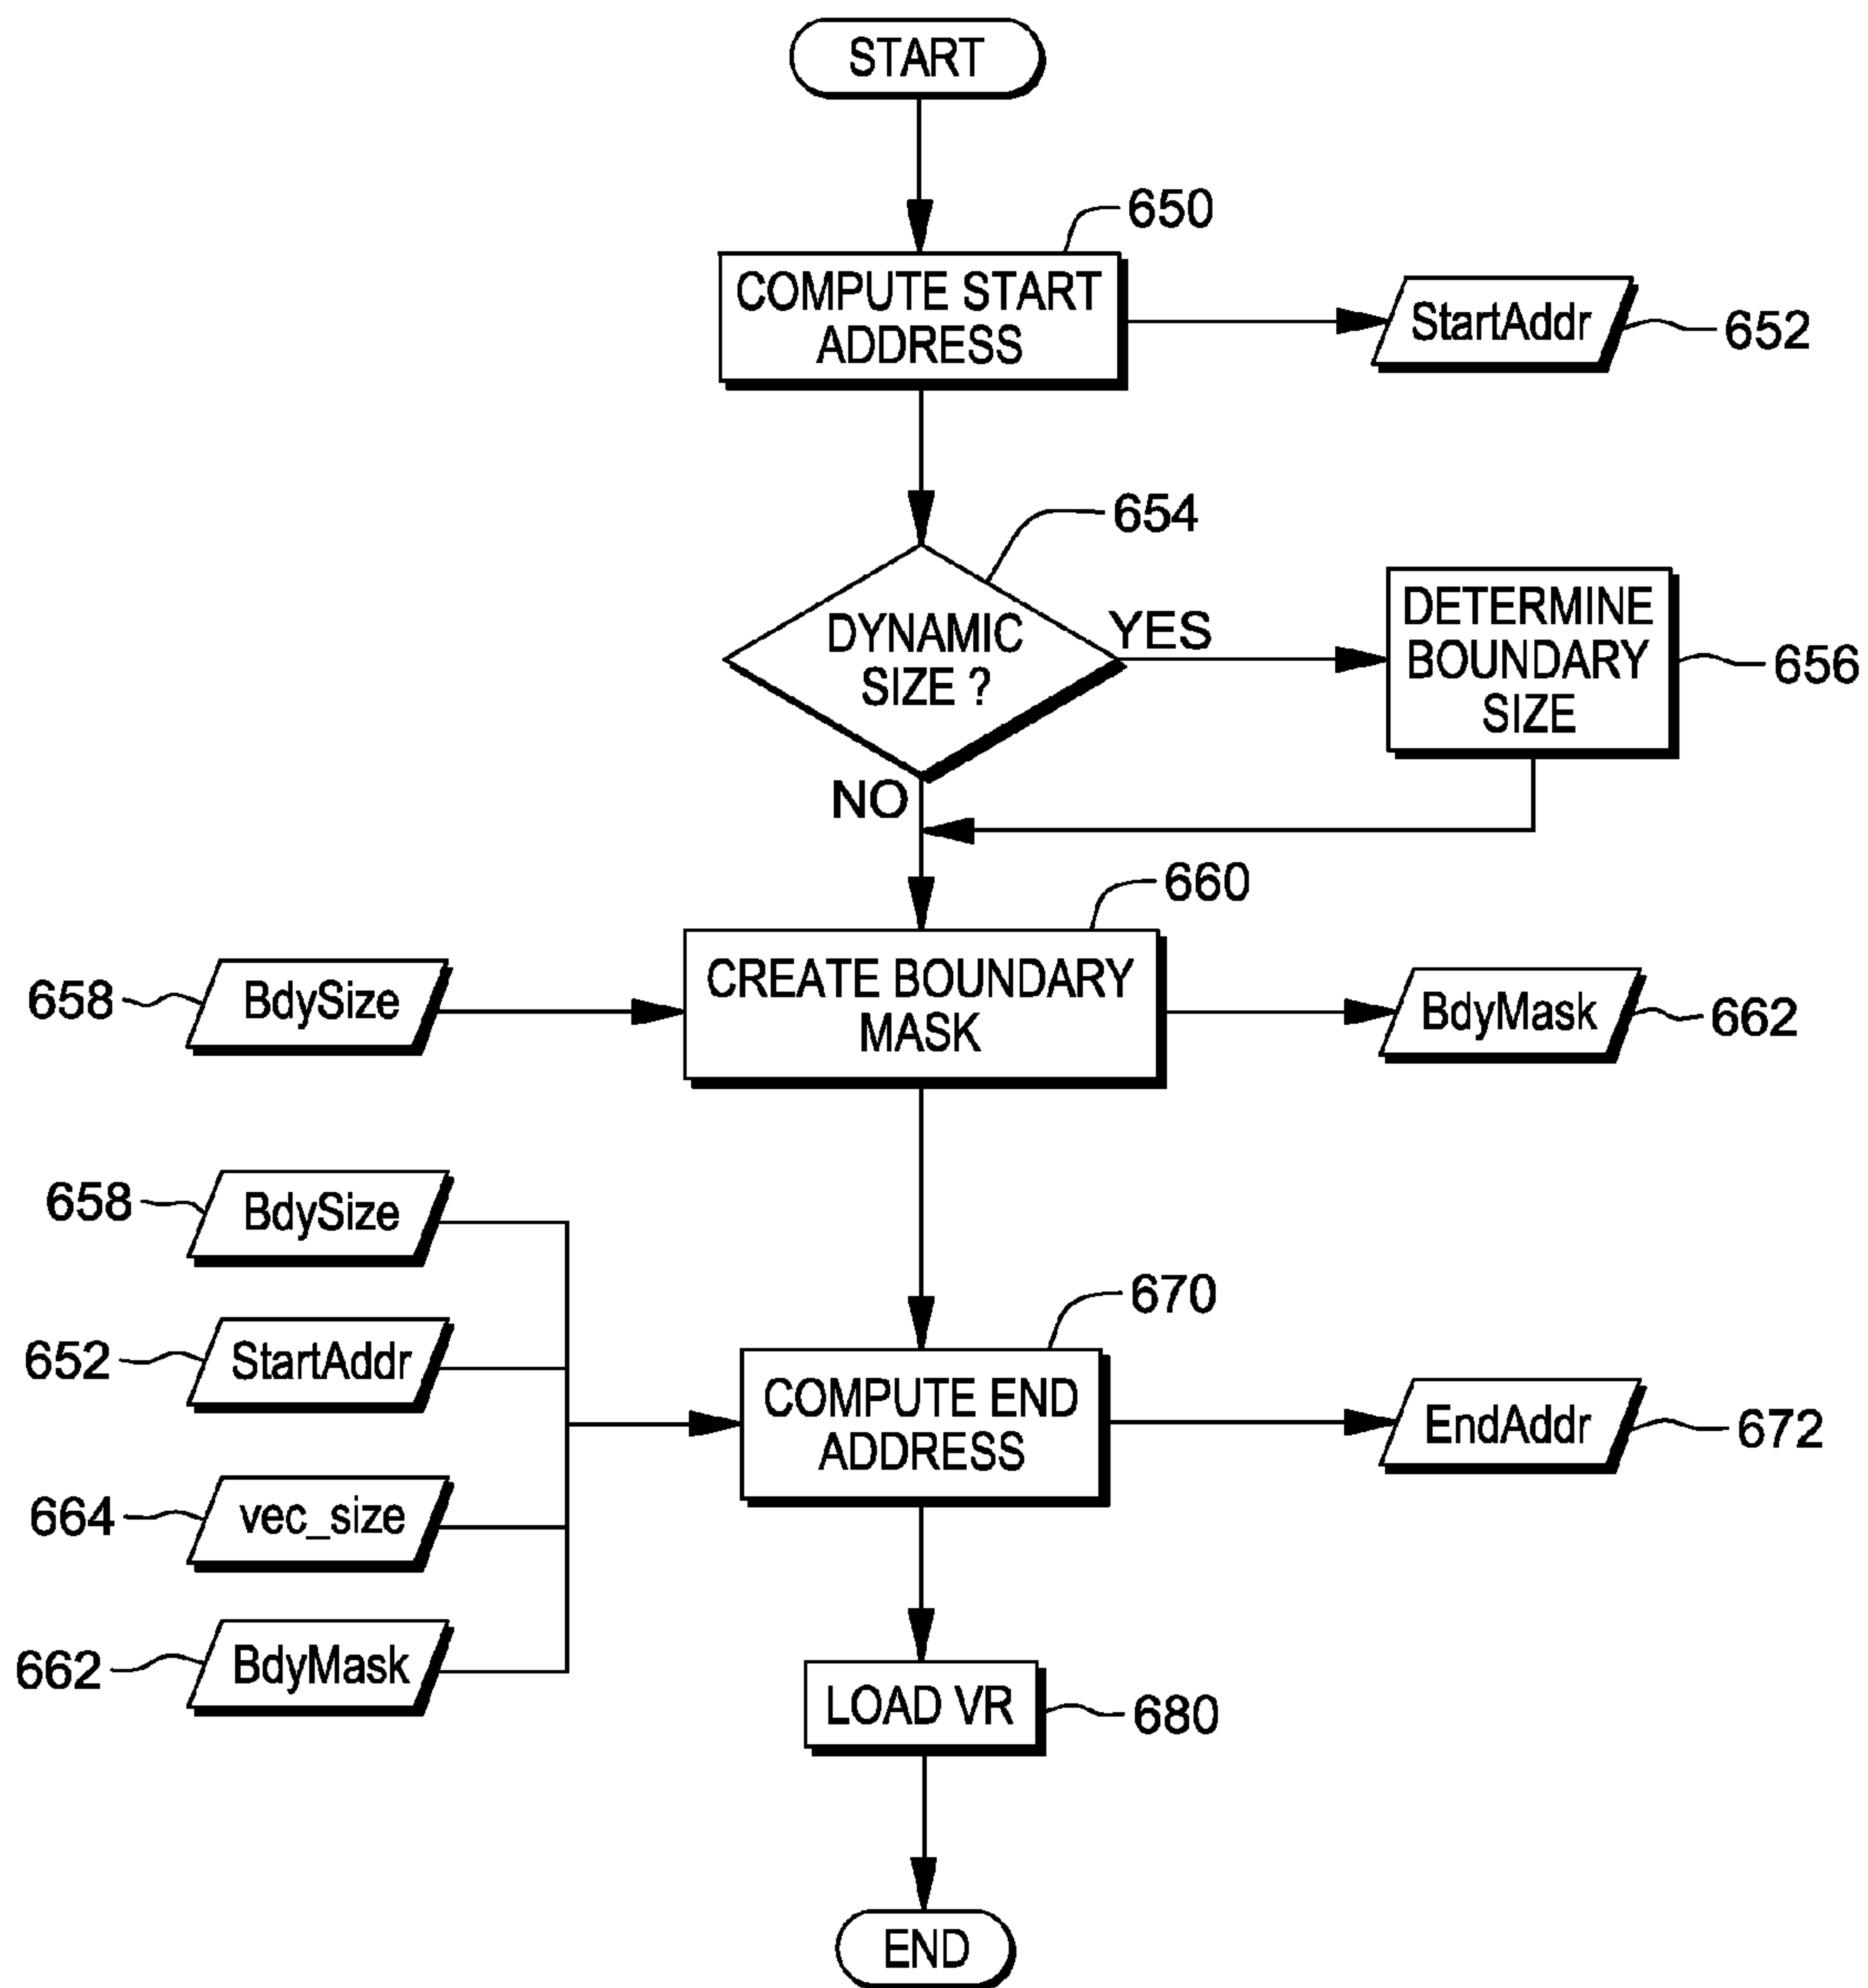 START
650
COMPUTE START
ADDRESS
StartAddr
652
654
DYNAMIC
SIZE ?
YES
DETERMINE
BOUNDARY
SIZE
656
NO
660
658
BdySize
CREATE BOUNDARY
MASK
BdyMask
662
658
BdySize
670
652
StartAddr
COMPUTE END
ADDRESS
EndAddr
672
664
vec_size
662
BdyMask
LOAD VR
680
END